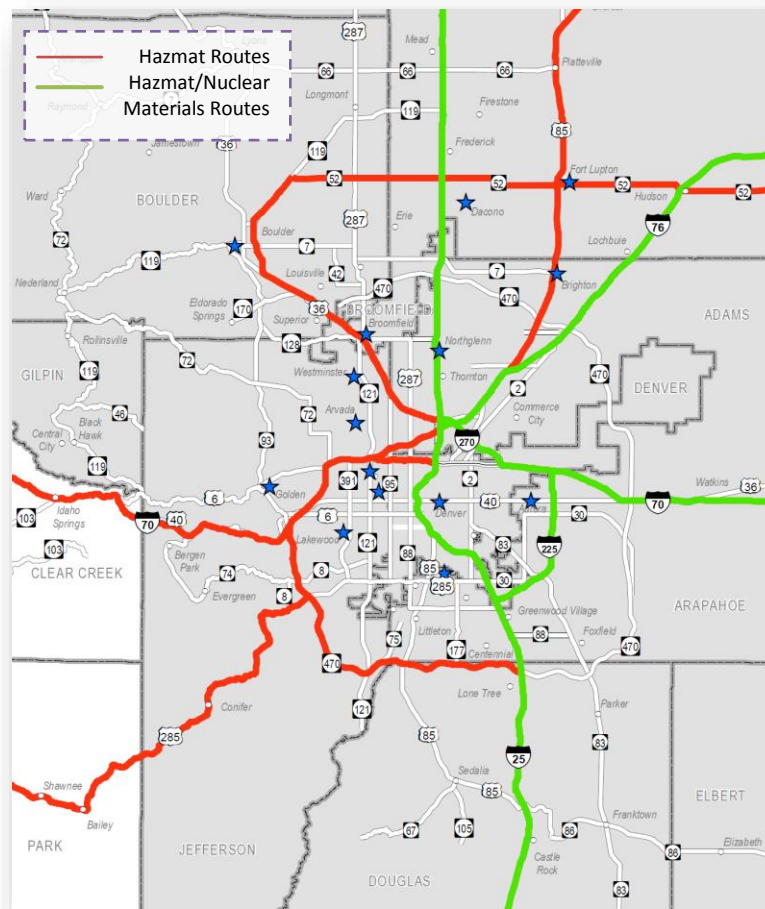 Hazmat Routes
Hazmat/Nuclear
Materials Routes
Lyons
Raymond
Jamestown
36
66
287
Longmont
Mead
66
66
Platteville
Firestone
119
119
Frederick
85
Ward
BOULDER
52
287
52
Fort Lupton
52
Hudson
52
Dacono
72
Boulder
7
Erie
76
Lochbuie
119
42
7
Brighton
Nederland
Eldorado
Springs
170
Louisville
470
470
Superior
36
BROOMFIELD
Broomfield
ADAMS
Rollinsville
128
Northglenn
72
Westminster
121
287
Thornton
470
DENVER
119
GILPIN
46
Black
Hawk
Central
City
Arvada
72
2
Commerce
City
93
270
119
6
Golden
391
95
2
Watkins
36
Idaho
Springs
103
70
40
6
Denver
40
Aurora
70
30
103
Lakewood
121
83
225
Bergen
Park
88
85
CLEAR CREEK
74
8
285
30
Evergreen
8
Greenwood Village
ARAPAHOE
Littleton
88
Foxfield
75
177
Centennial
470
470
Lone Tree
Conifer
121
Parker
285
85
83
25
Shawnee
Sedalia
85
ELBERT
Bailey
Franktown
67
105
86
Elizabeth
PARK
JEFFERSON
Castle
Rock
86
DOUGLAS
83